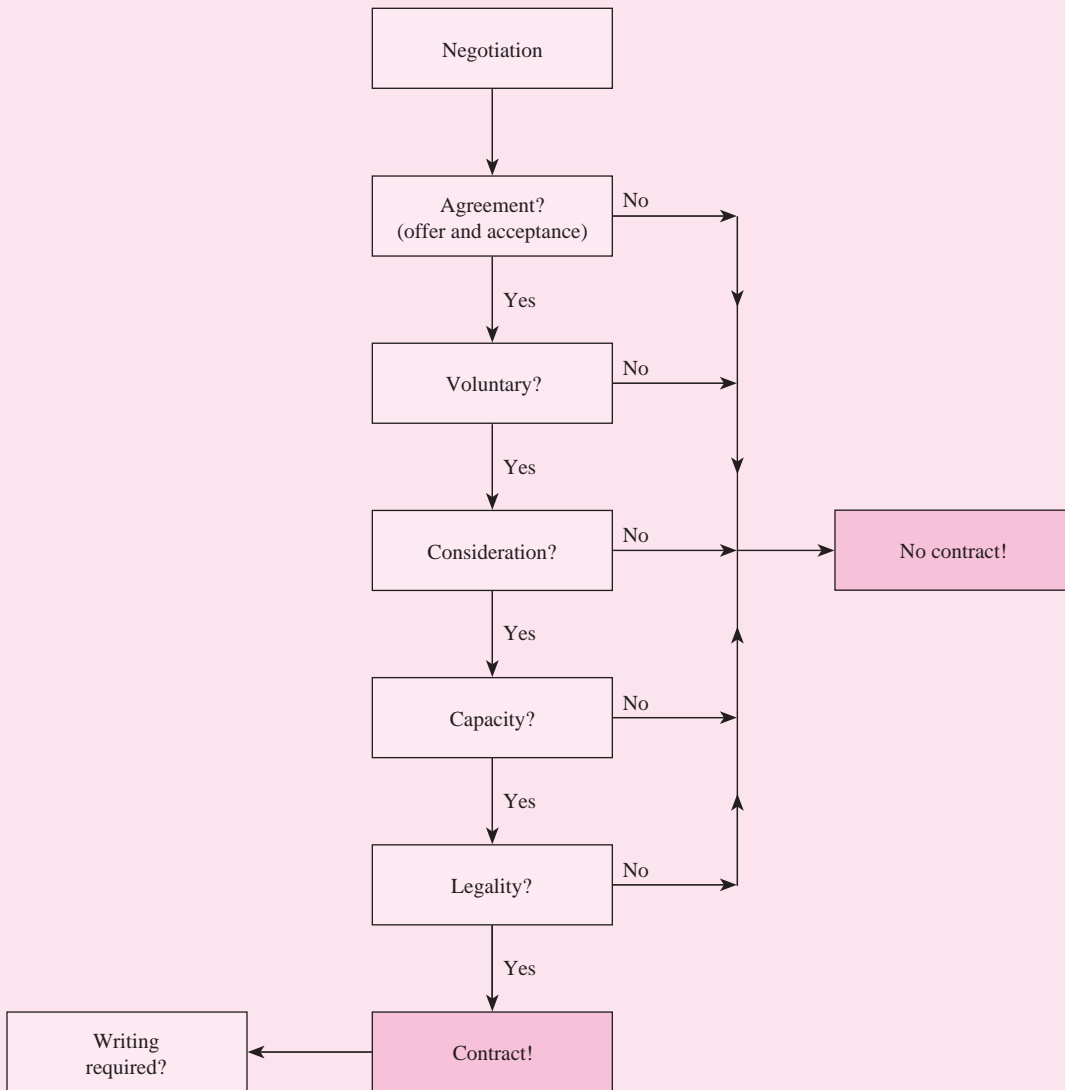 Negotiation
Agreement?
(offer and acceptance)
No
Yes
Voluntary?
No
Yes
Consideration?
No
No contract!
Yes
Capacity?
No
Yes
Legality?
No
Yes
Writing
required?
Contract!